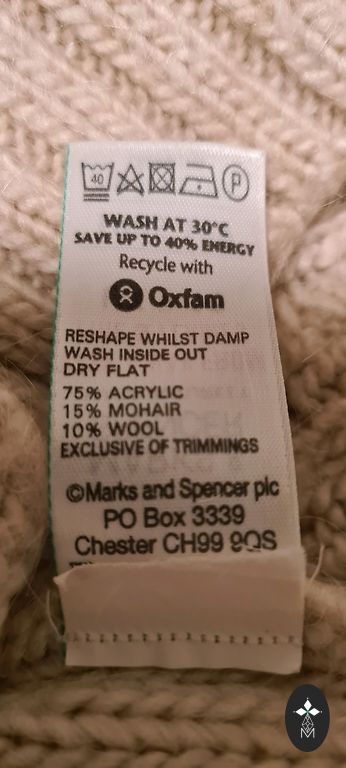 40
P
WASH AT 30°C
SAVE UP TO 40% ENERGY
Recycle with
Oxfam
RESHAPE WHILST DAMP
WASH INSIDE OUT
DRY FLAT
75% ACRYLIC
15% MOHAIR
10% WOOL
EXCLUSIVE OF TRIMMINGS
©Marks and Spencer plc
PO Box 3339
Chester CH99 9QS